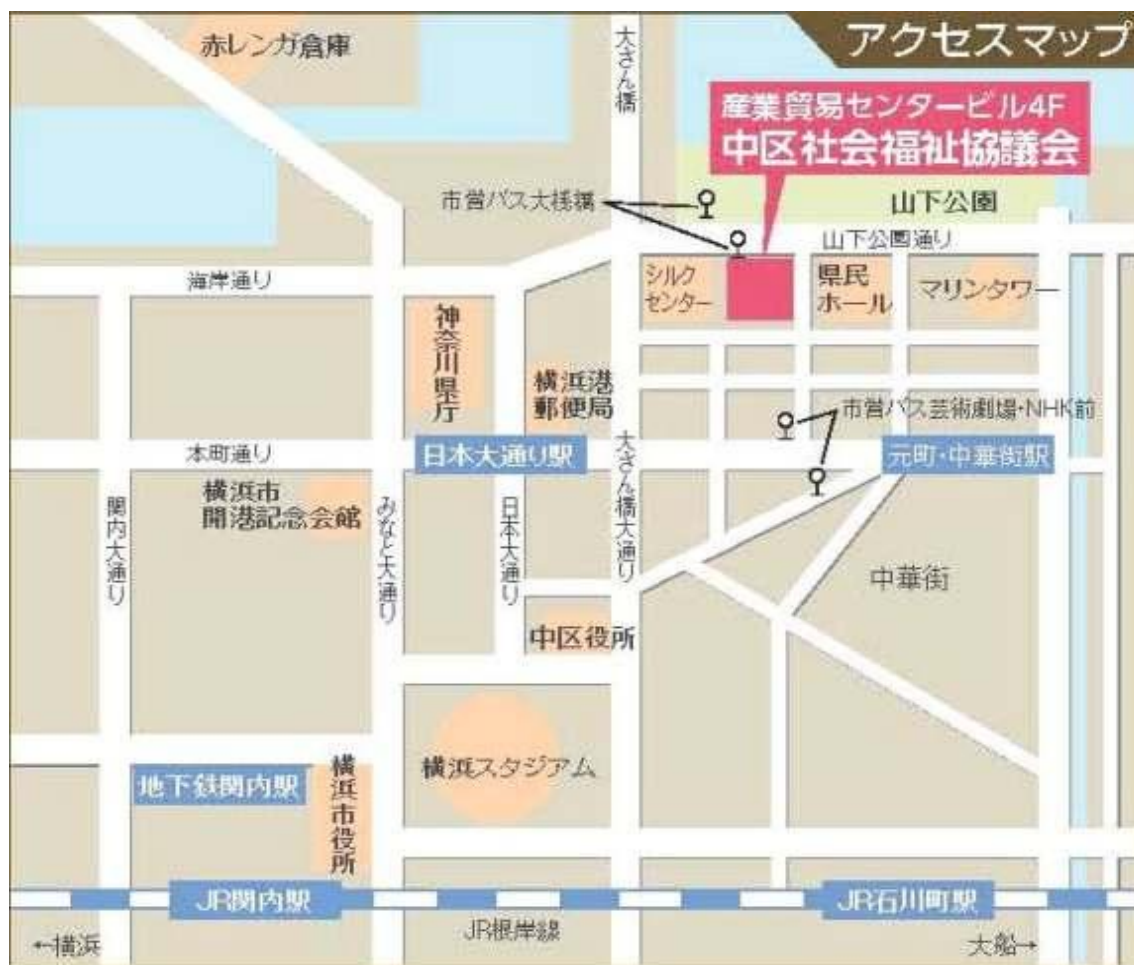 アクセスマップ
赤レンガ倉庫
大さん橋
産業貿易センタービル4F
中区社会福祉協議会
市営バス大桟橋
山下公園
山下公園通り
海岸通り
シルク
センター
県民
ホール
マリンタワー
神奈川県庁
横浜港
郵便局
市営バス芸術劇場・NHK前
本町通り
日本大通り駅
元町・中華街駅
横浜市
開港記念会館
関内大通り
みなと大通り
日本大通り
大さん橋大通り
中華街
中区役所
横浜スタジアム
地下鉄関内駅
横浜市役所
JR関内駅
JR石川町駅
JR根岸線
←横浜
大船→